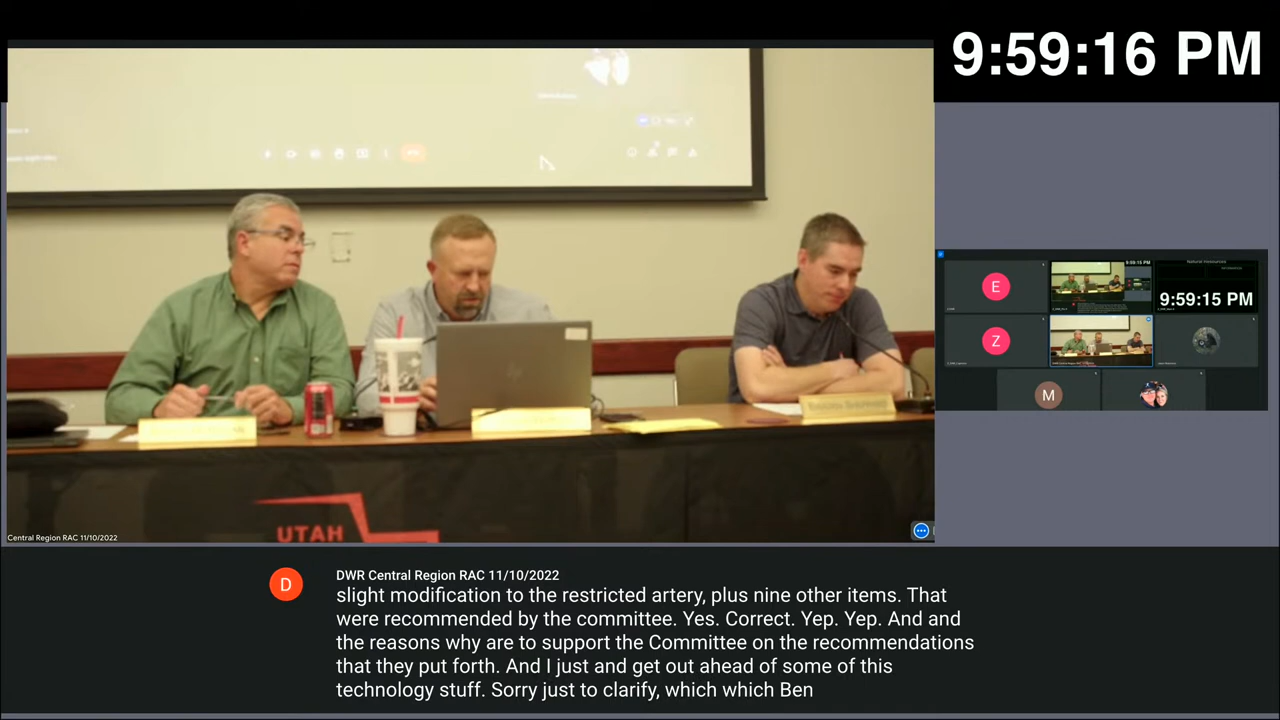 9:59:16 PM
9:59:15 PM
E
Z
M
UTAH
Central Region RAC 11/10/2022
D
DWR Central Region RAC 11/10/2022
slight modification to the restricted artery, plus nine other items. That
were recommended by the committee. Yes. Correct. Yep. Yep. And and
the reasons why are to support the Committee on the recommendations
that they put forth. And I just and get out ahead of some of this
technology stuff. Sorry just to clarify, which which Ben